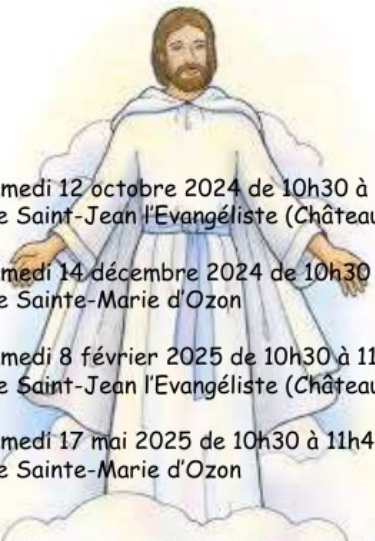 medi 12 octobre 2024 de 10h30 à
e Saint-Jean l'Evangéliste (Château
medi 14 décembre 2024 de 10h30
e Sainte-Marie d'Ozon
medi 8 février 2025 de 10h30 à 11
e Saint-Jean l'Evangéliste (Château
medi 17 mai 2025 de 10h30 à 11h4
e Sainte-Marie d'Ozon